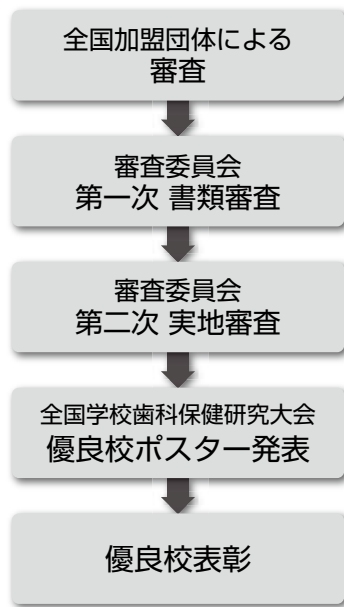 全国加盟団体による
審査
審査委員会
第一次 書類審査
審査委員会
第二次 実地審査
全国学校歯科保健研究大会
優良校ポスター発表
優良校表彰